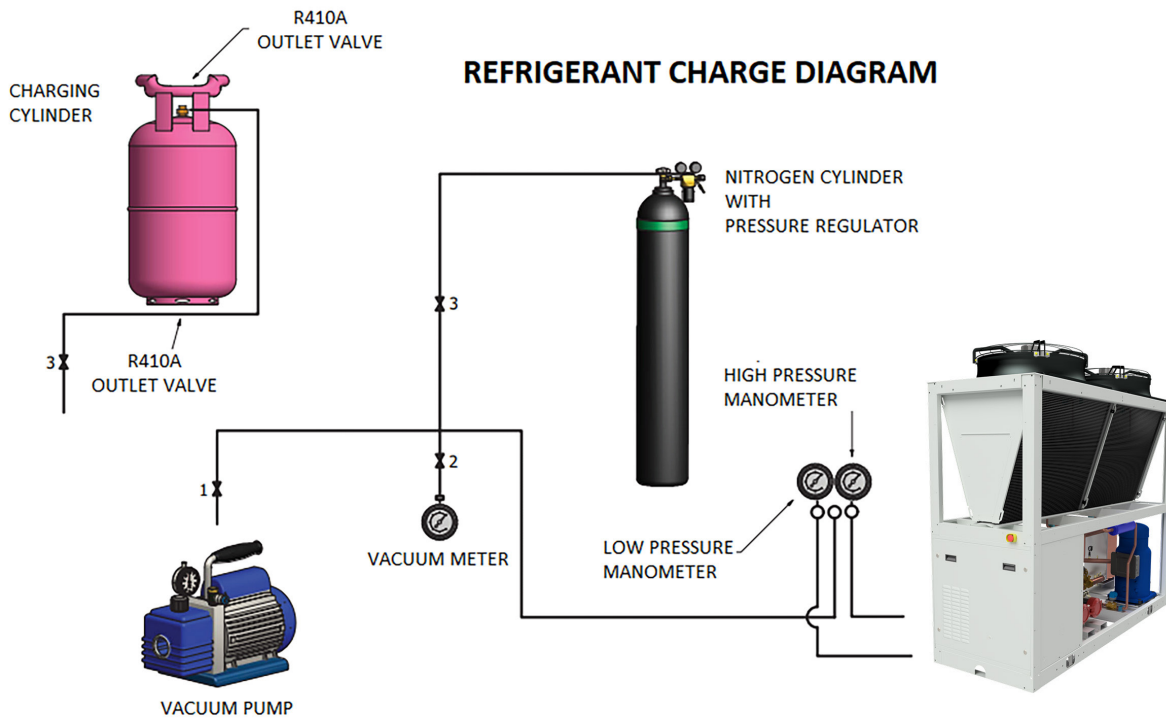 R410A
OUTLET VALVE
REFRIGERANT CHARGE DIAGRAM
CHARGING
CYLINDER
NITROGEN CYLINDER
WITH
PRESSURE REGULATOR
3
3
R410A
OUTLET VALVE
HIGH PRESSURE
MANOMETER
2
1
VACUUM METER
LOW PRESSURE
MANOMETER
VACUUM PUMP